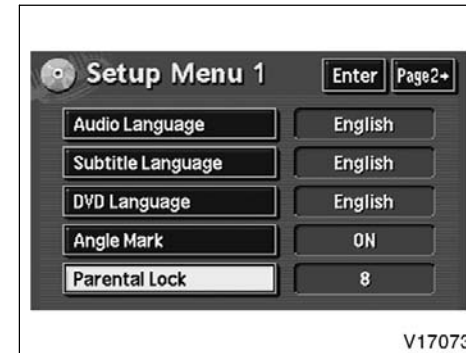 Setup Menu 1 Enter Page2→
Audio Language English
Subtitle Language English
DVD Language English
Angle Mark ON
Parental Lock 8
V17073